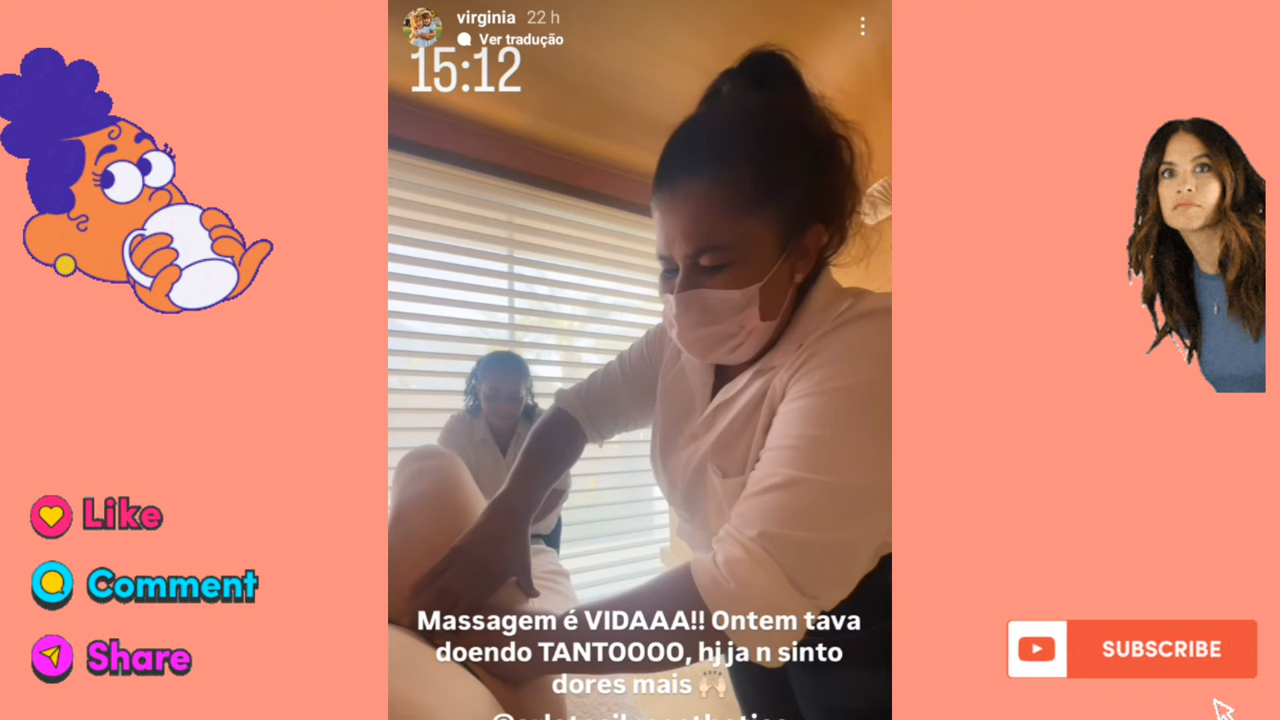 virginia 22 h
Ver tradução
15:12
Massagem é VIDAAA!! Ontem tava
doendo TANTOOOO, hj ja n sinto
dores mais 🙌🏻
Like
Comment
Share
SUBSCRIBE